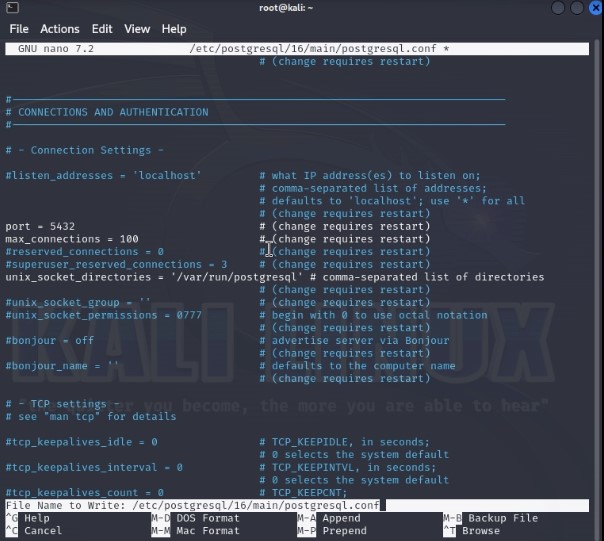 root@kali: ~
File Actions Edit View Help
GNU nano 7.2 /etc/postgresql/16/main/postgresql.conf *
# (change requires restart)
#
# CONNECTIONS AND AUTHENTICATION
#
# - Connection Settings -
#listen_addresses = 'localhost' # what IP address(es) to listen on;
# comma-separated list of addresses;
# defaults to 'localhost'; use '*' for all
# (change requires restart)
port = 5432 # (change requires restart)
max_connections = 100 # (change requires restart)
#reserved_connections = 0 # (change requires restart)
#superuser_reserved_connections = 3 # (change requires restart)
unix_socket_directories = '/var/run/postgresql' # comma-separated list of directories
# (change requires restart)
#unix_socket_group = '' # (change requires restart)
#unix_socket_permissions = 0777 # begin with 0 to use octal notation
# (change requires restart)
#bonjour = off # advertise server via Bonjour
# (change requires restart)
#bonjour_name = '' # defaults to the computer name
# (change requires restart)
KALI LINUX
"the quieter you become, the more you are able to hear"
# - TCP settings -
# see "man tcp" for details
#tcp_keepalives_idle = 0 # TCP_KEEPIDLE, in seconds;
# 0 selects the system default
#tcp_keepalives_interval = 0 # TCP_KEEPINTVL, in seconds;
# 0 selects the system default
#tcp_keepalives_count = 0 # TCP_KEEPCNT;
File Name to Write: /etc/postgresql/16/main/postgresql.conf
^G Help M-D DOS Format M-A Append M-B Backup File
^C Cancel M-M Mac Format M-P Prepend ^T Browse